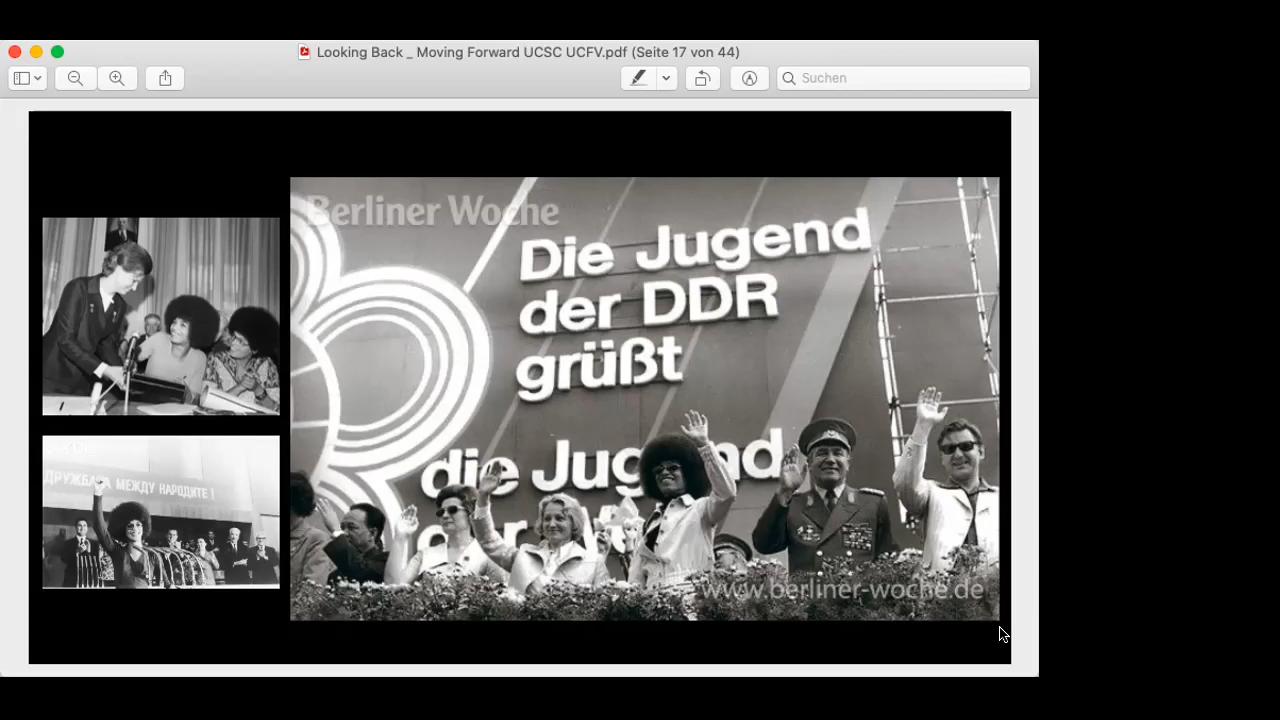 Looking Back _ Moving Forward UCSC UCFV.pdf (Seite 17 von 44)
Suchen
Berliner Woche
Die Jugend
der DDR
grüßt
die Jugend
der
www.berliner-woche.de
МЕЖДУ НАРОДИТЕ!